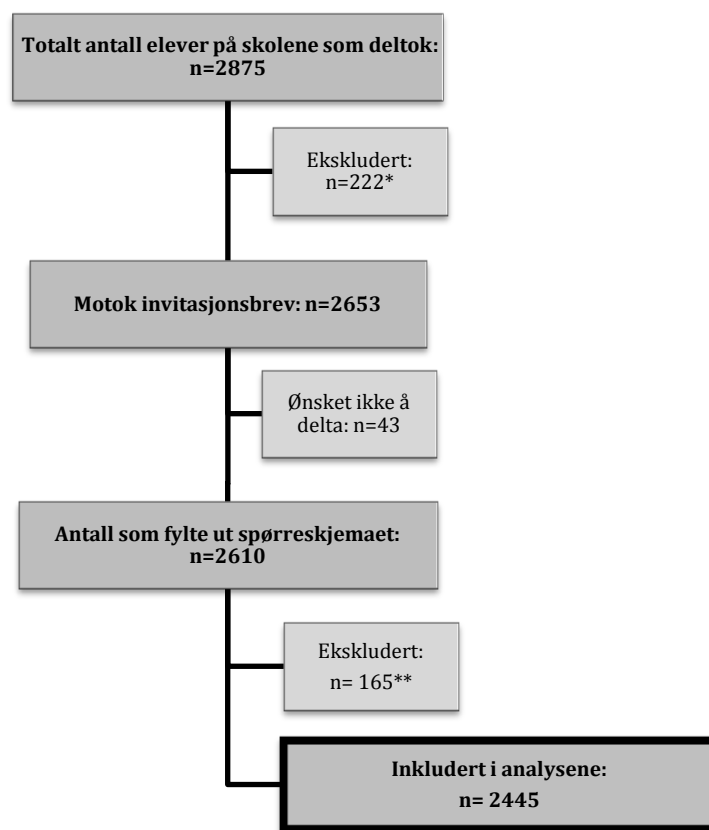 Totalt antall elever på skolene som deltok:
n=2875
Ekskludert:
n=222*
Motok invitasjonsbrev: n=2653
Ønsket ikke å
delta: n=43
Antall som fylte ut spørreskjemaet:
n=2610
Ekskludert:
n= 165**
Inkludert i analysene:
n= 2445